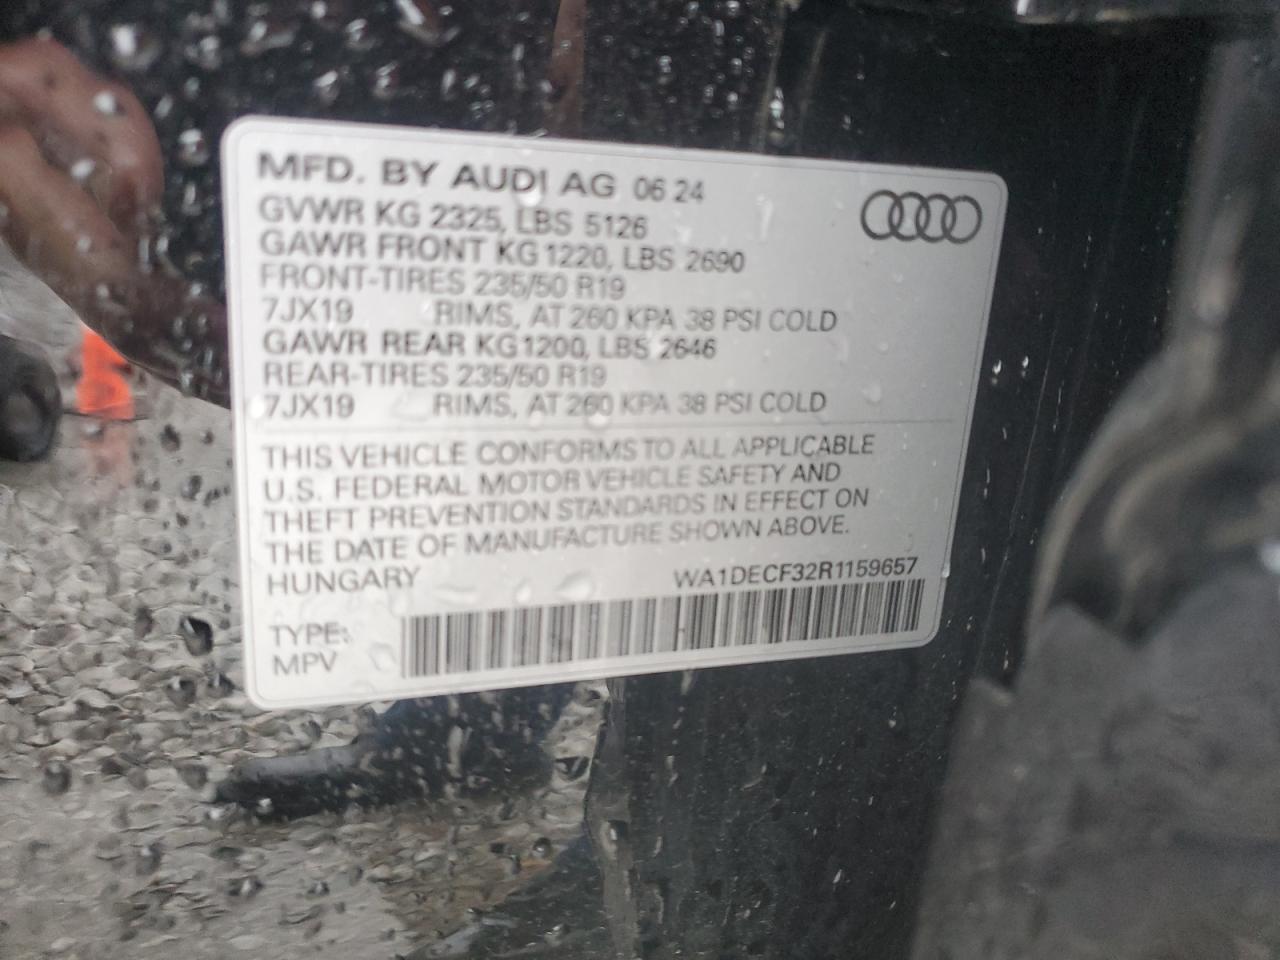 MFD. BY AUDI AG 06 24
GVWR KG 2325, LBS 5126
GAWR FRONT KG 1220, LBS 2690
FRONT-TIRES 235/50 R19
7JX19 RIMS, AT 260 KPA 38 PSI COLD
GAWR REAR KG 1200, LBS 2646
REAR-TIRES 235/50 R19
7JX19 RIMS, AT 260 KPA 38 PSI COLD
THIS VEHICLE CONFORMS TO ALL APPLICABLE
U.S. FEDERAL MOTOR VEHICLE SAFETY AND
THEFT PREVENTION STANDARDS IN EFFECT ON
THE DATE OF MANUFACTURE SHOWN ABOVE.
HUNGARY WA1DECF32R1159657
TYPE:
MPV